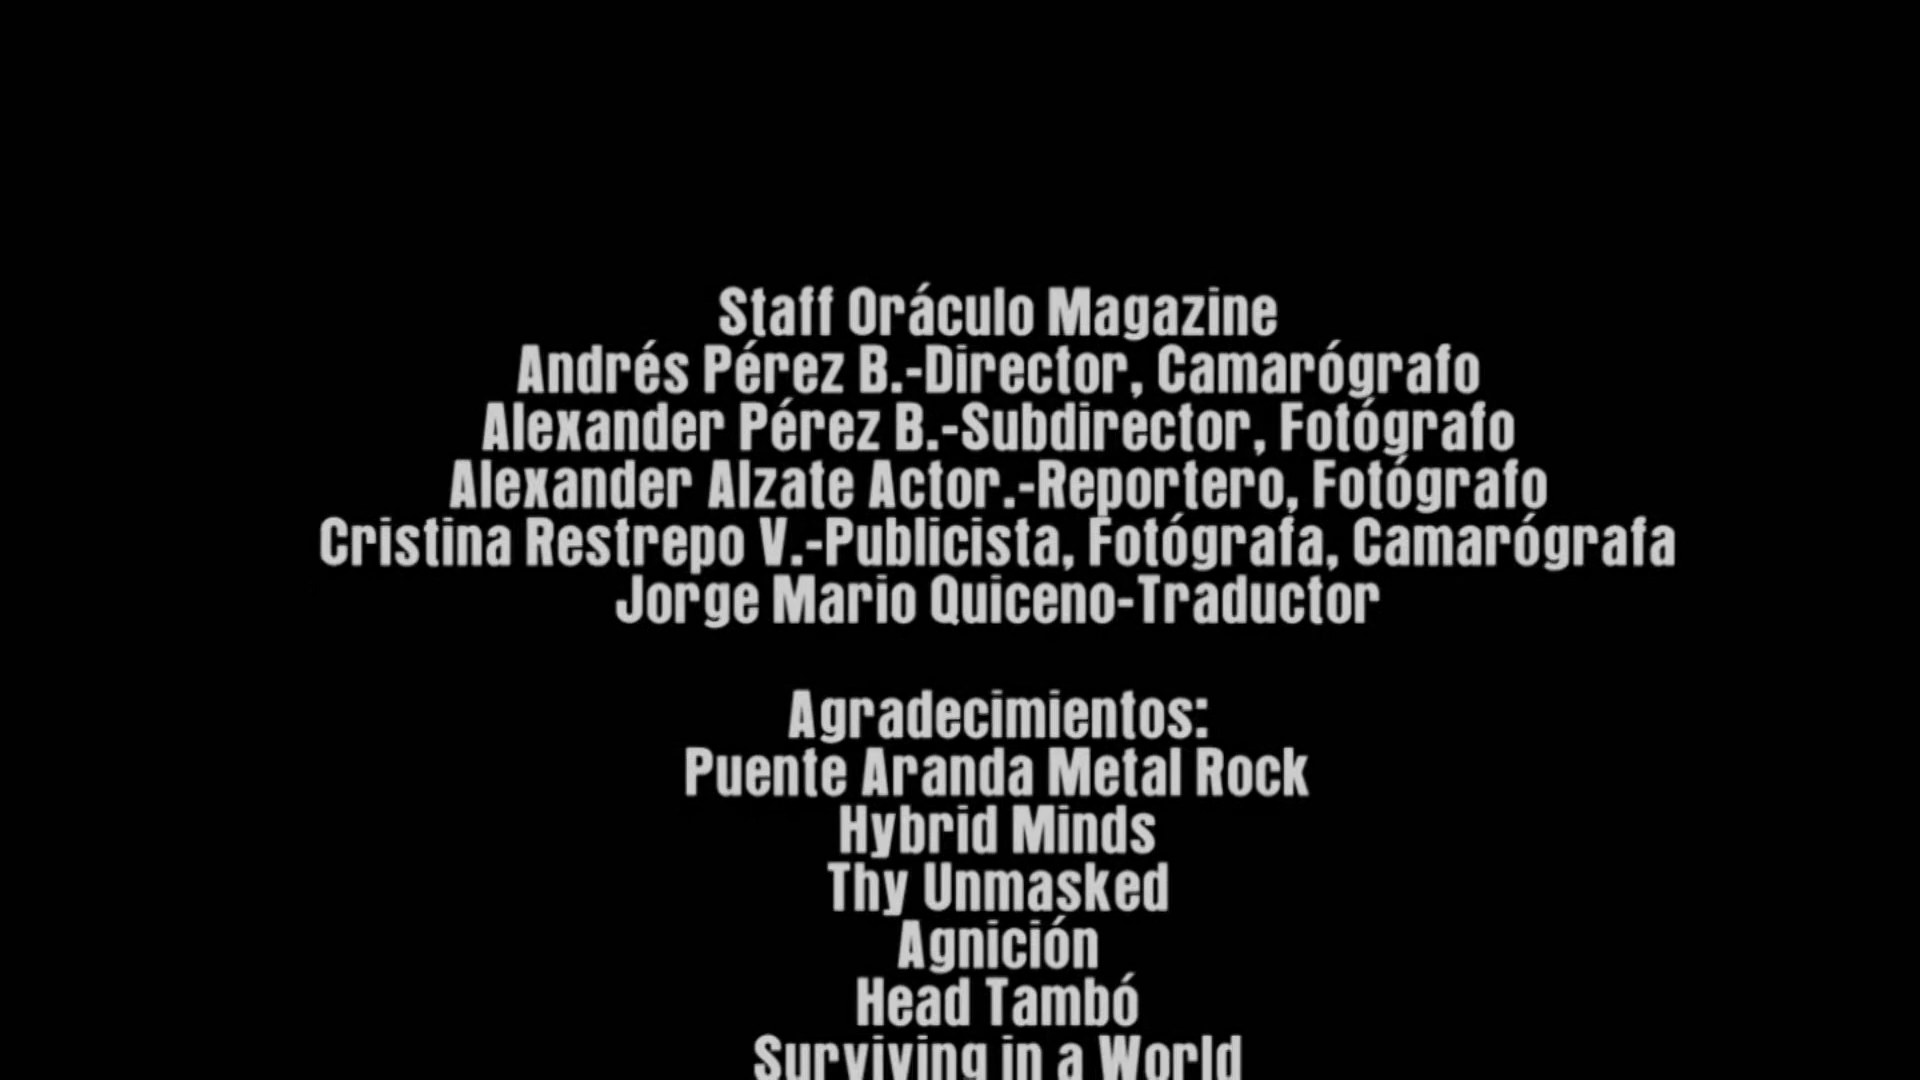 Staff Oráculo Magazine
Andrés Pérez B.-Director, Camarógrafo
Alexander Pérez B.-Subdirector, Fotógrafo
Alexander Alzate Actor.-Reportero, Fotógrafo
Cristina Restrepo V.-Publicista, Fotógrafa, Camarógrafa
Jorge Mario Quiceno-Traductor
Agradecimientos:
Puente Aranda Metal Rock
Hybrid Minds
Thy Unmasked
Agnición
Head Tambó
Surviving in a World